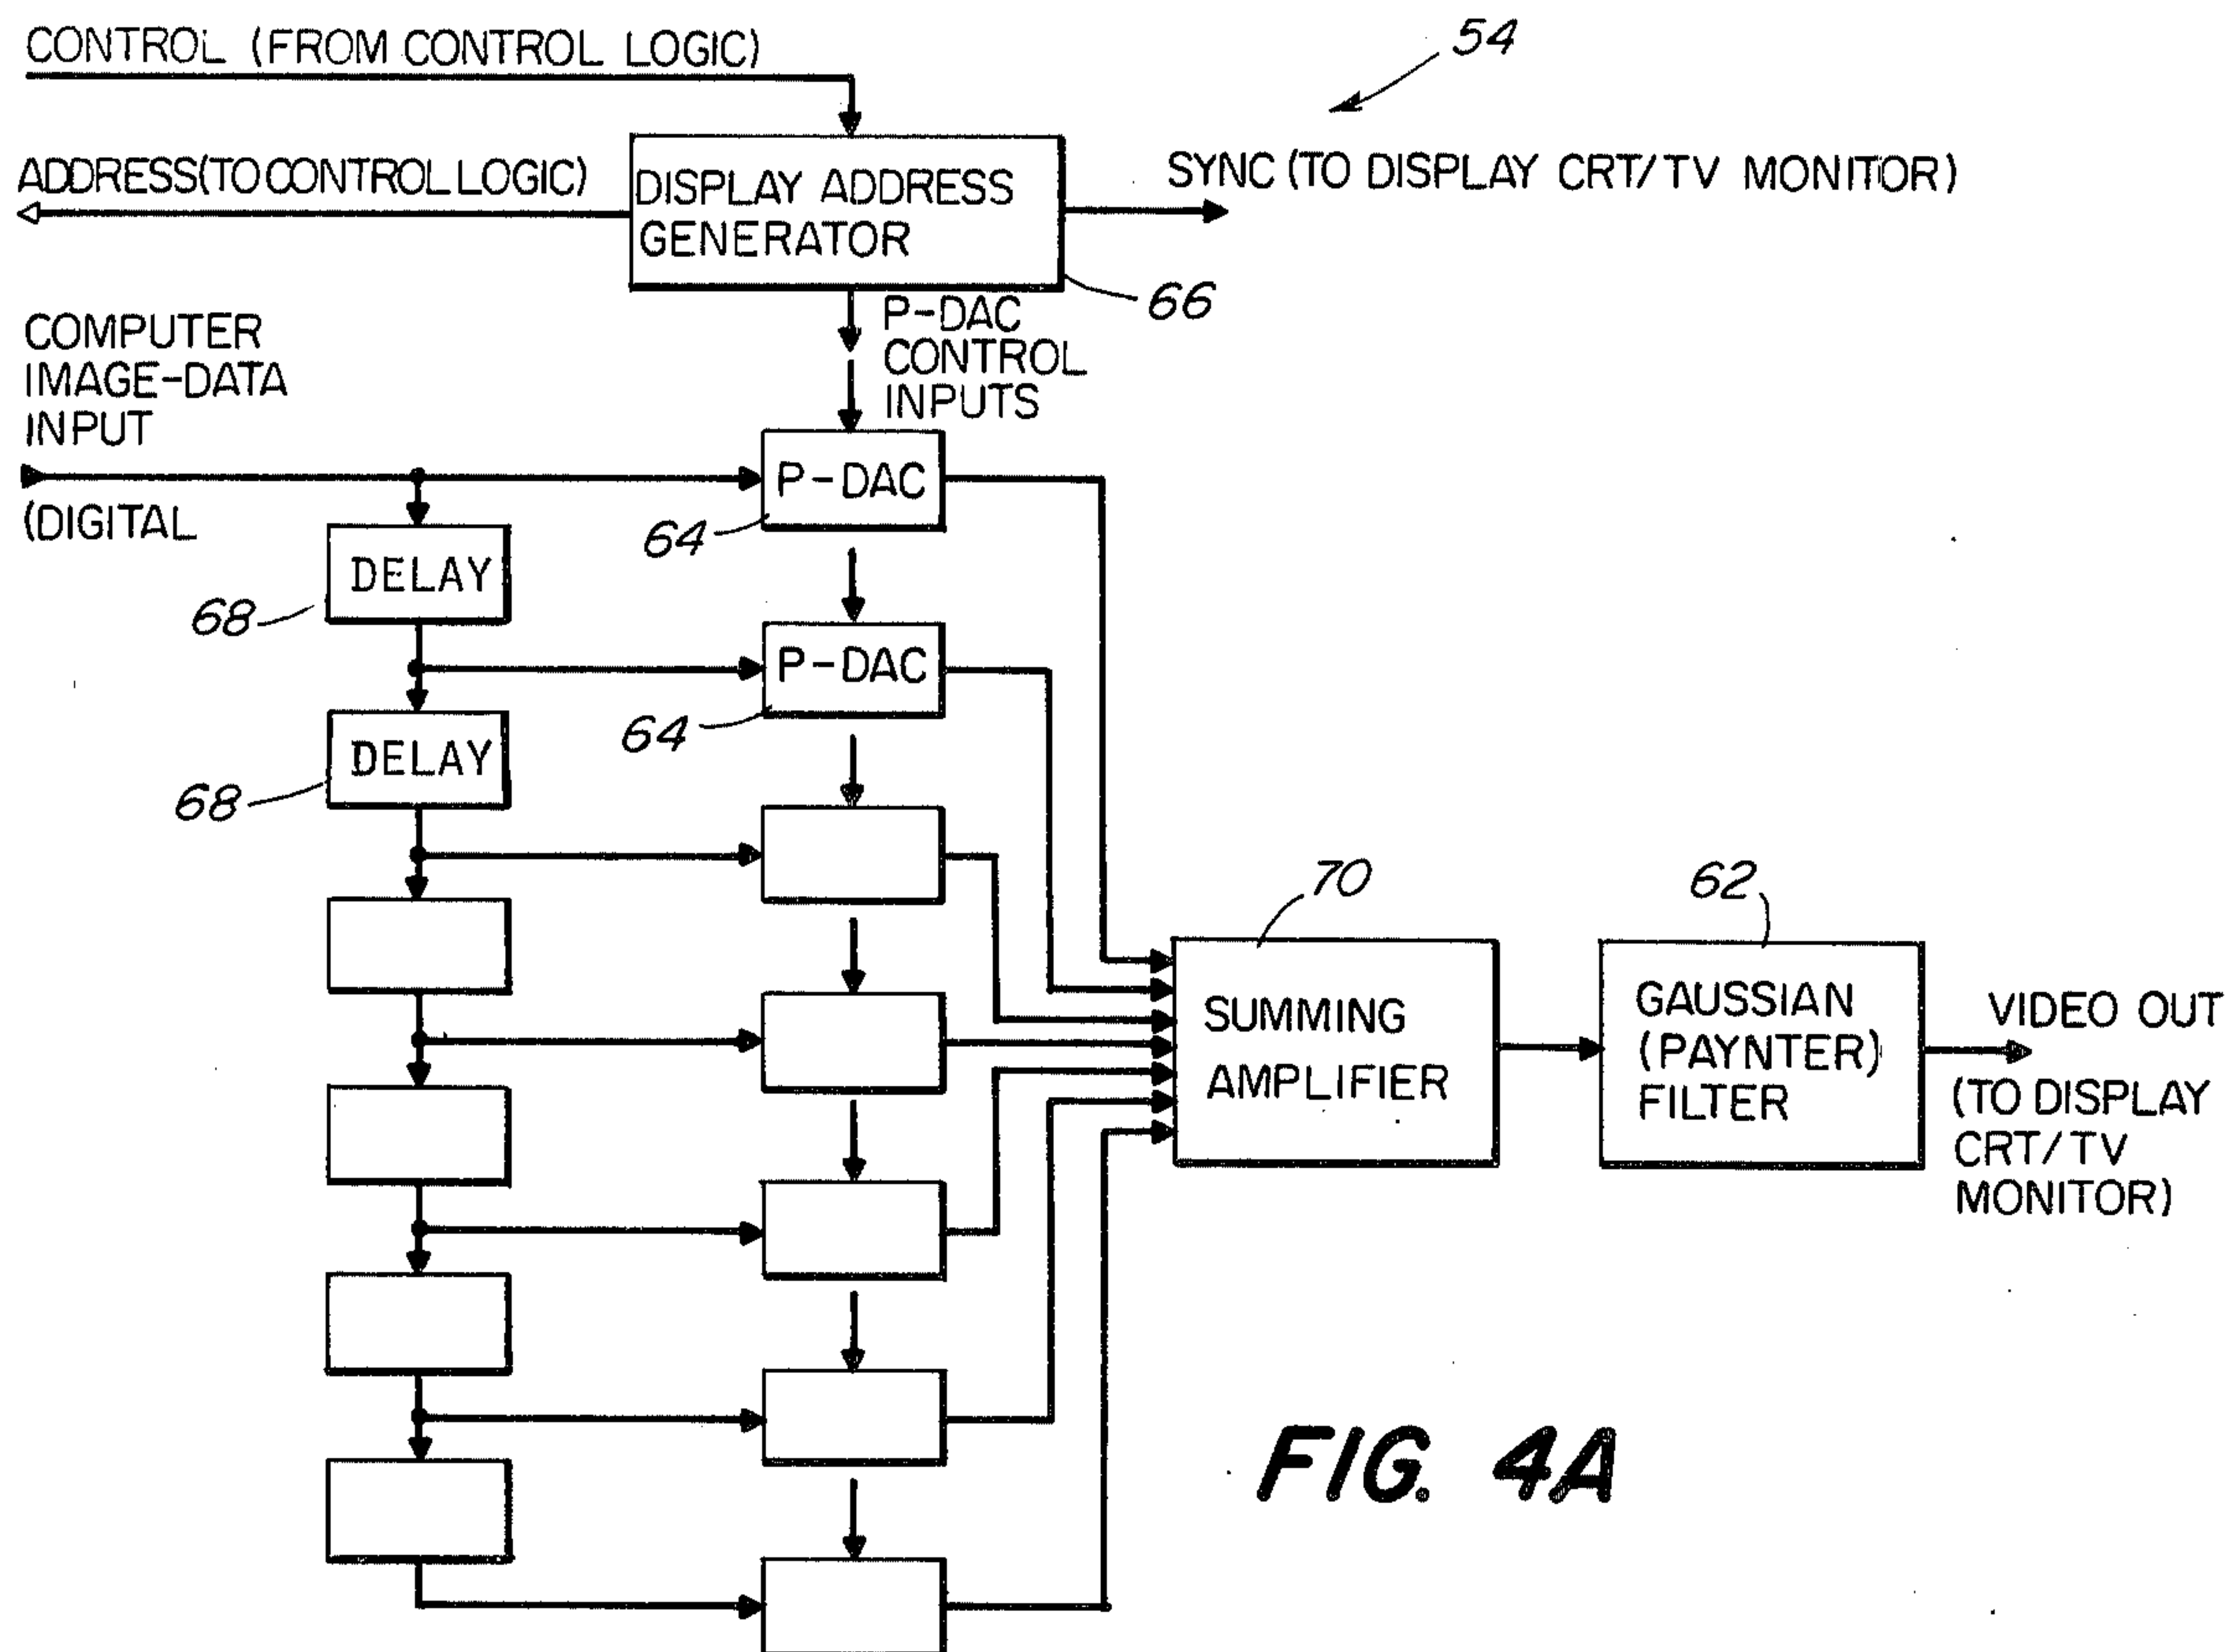 CONTROL (FROM CONTROL LOGIC)
54
ADDRESS(TO CONTROL LOGIC)
DISPLAY ADDRESS
GENERATOR
SYNC (TO DISPLAY CRT/TV MONITOR)
66
P-DAC
CONTROL
INPUTS
COMPUTER
IMAGE-DATA
INPUT
(DIGITAL
P-DAC
64
DELAY
68
P-DAC
64
DELAY
68
70
62
SUMMING
AMPLIFIER
GAUSSIAN
(PAYNTER)
FILTER
VIDEO OUT
(TO DISPLAY
CRT/TV
MONITOR)
FIG. 4A